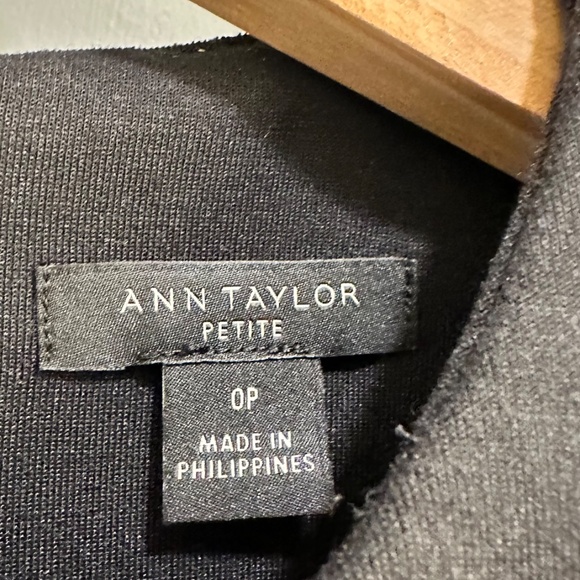 ANN TAYLOR
PETITE
0P
MADE IN
PHILIPPINES